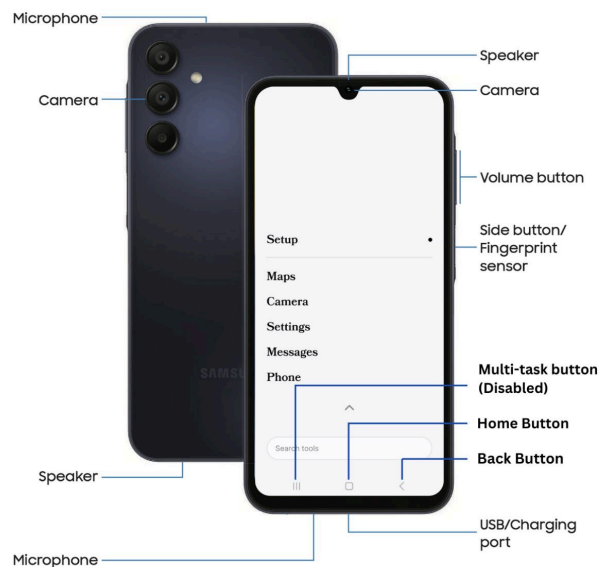 Microphone
Camera
Speaker
Camera
Volume button
Side button/
Fingerprint
sensor
Setup
Maps
Camera
Settings
Messages
Phone
Search tools
SAMSU
Multi-task button
(Disabled)
Home Button
Back Button
Speaker
USB/Charging
port
Microphone